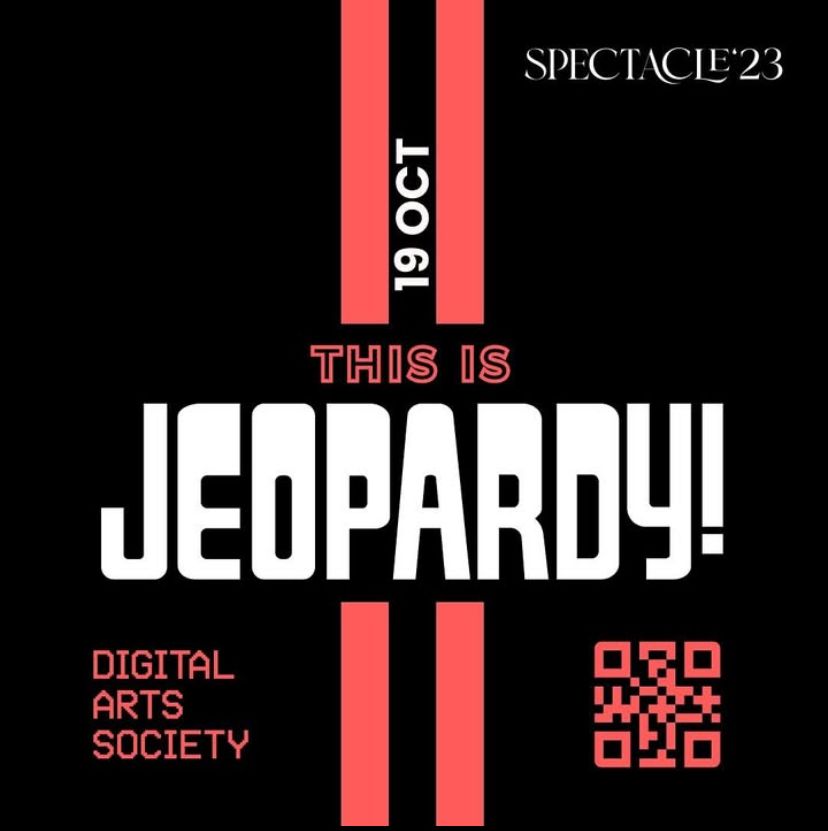 SPECTACLE'23
19 OCT
THIS IS
JEOPARDY!
DIGITAL
ARTS
SOCIETY